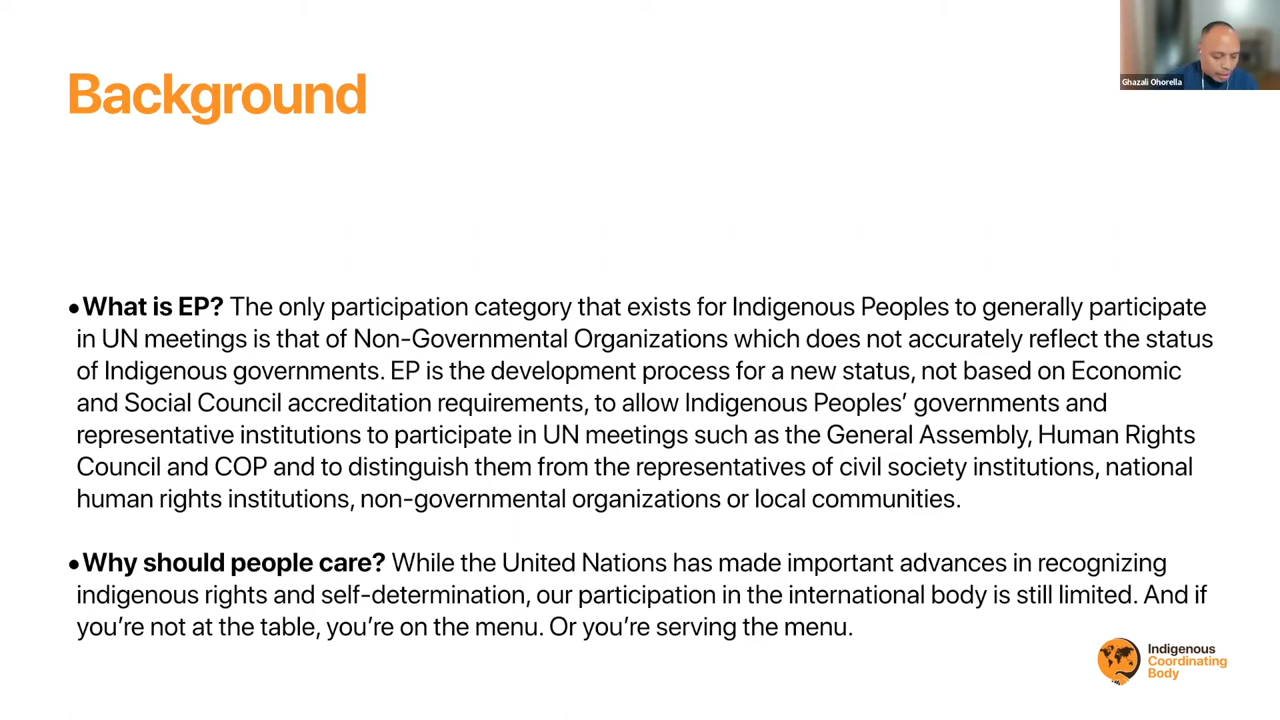 Background
Ghazali Ohorella
•What is EP? The only participation category that exists for Indigenous Peoples to generally participate
in UN meetings is that of Non-Governmental Organizations which does not accurately reflect the status
of Indigenous governments. EP is the development process for a new status, not based on Economic
and Social Council accreditation requirements, to allow Indigenous Peoples’ governments and
representative institutions to participate in UN meetings such as the General Assembly, Human Rights
Council and COP and to distinguish them from the representatives of civil society institutions, national
human rights institutions, non-governmental organizations or local communities.
•Why should people care? While the United Nations has made important advances in recognizing
indigenous rights and self-determination, our participation in the international body is still limited. And if
you’re not at the table, you’re on the menu. Or you’re serving the menu.
Indigenous
Coordinating
Body